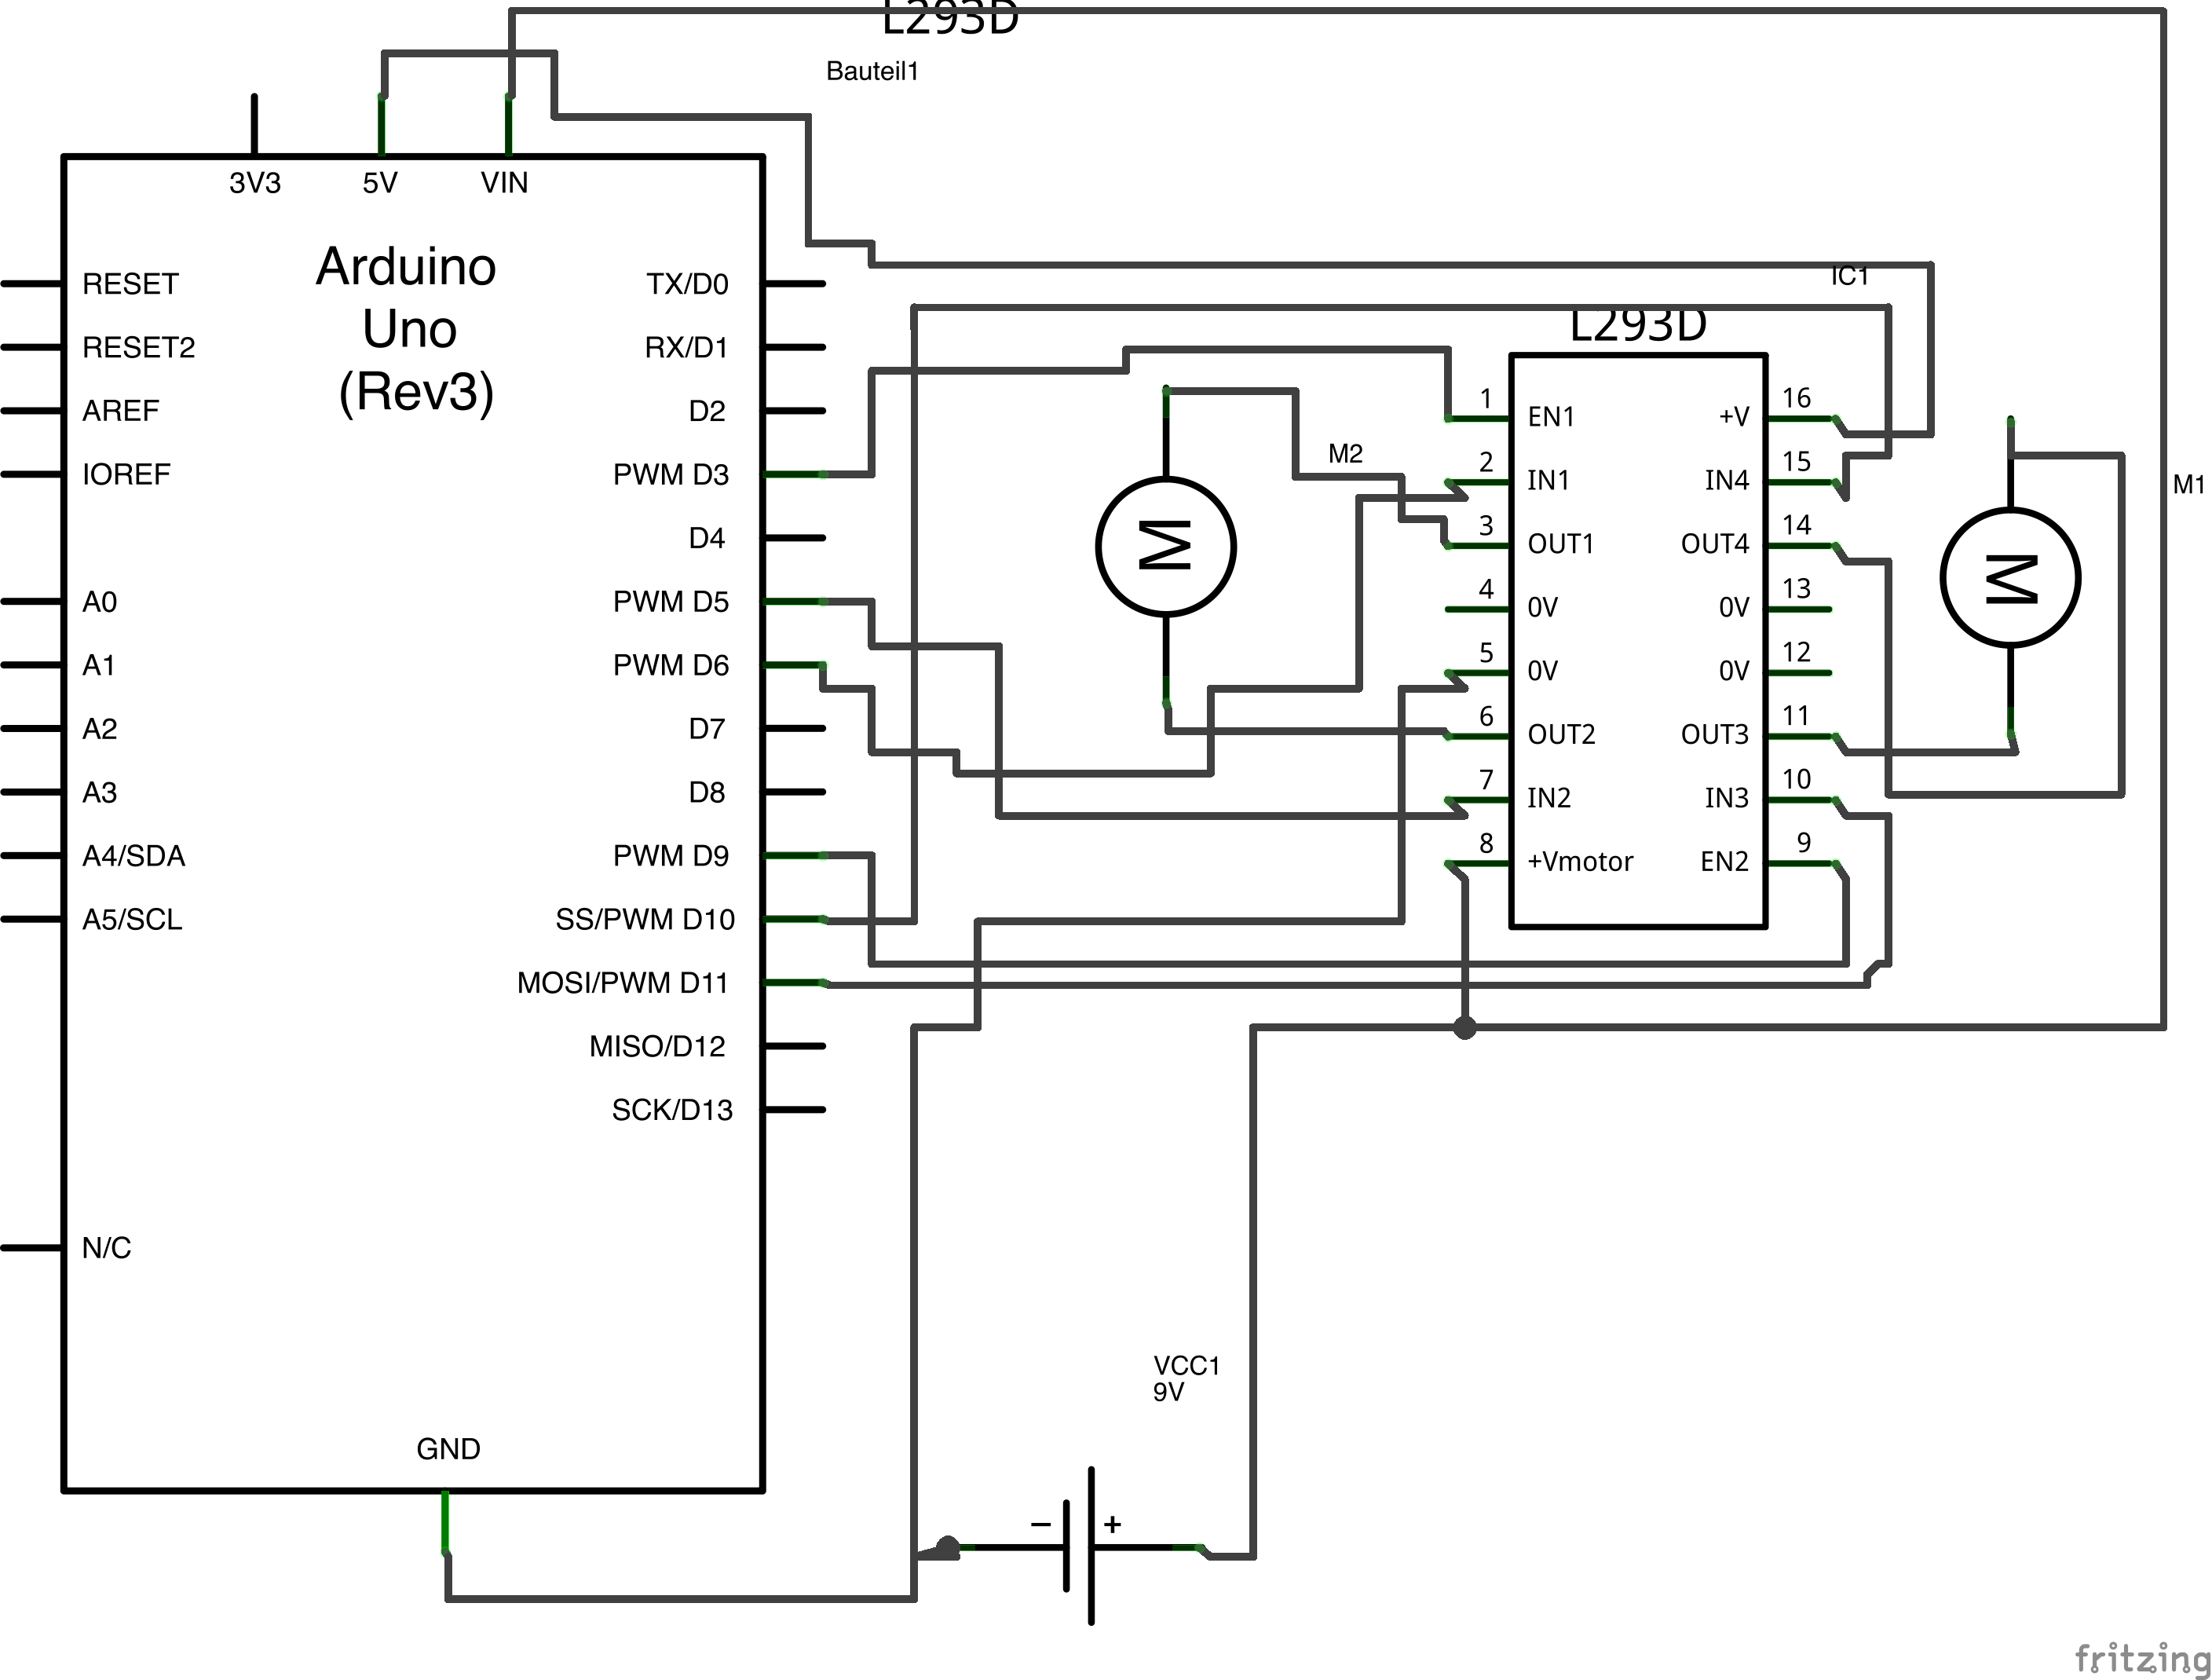 L293D
Bauteil1
3V3
5V
VIN
Arduino
Uno
(Rev3)
RESET
RESET2
AREF
IOREF
A0
A1
A2
A3
A4/SDA
A5/SCL
N/C
TX/D0
RX/D1
D2
PWM D3
D4
PWM D5
PWM D6
D7
D8
PWM D9
SS/PWM D10
MOSI/PWM D11
MISO/D12
SCK/D13
GND
M
M2
IC1
L293D
1 EN1
2 IN1
3 OUT1
4 0V
5 0V
6 OUT2
7 IN2
8 +Vmotor
+V 16
IN4 15
OUT4 14
0V 13
0V 12
OUT3 11
IN3 10
EN2 9
M
M1
VCC1
9V
− +
fritzing